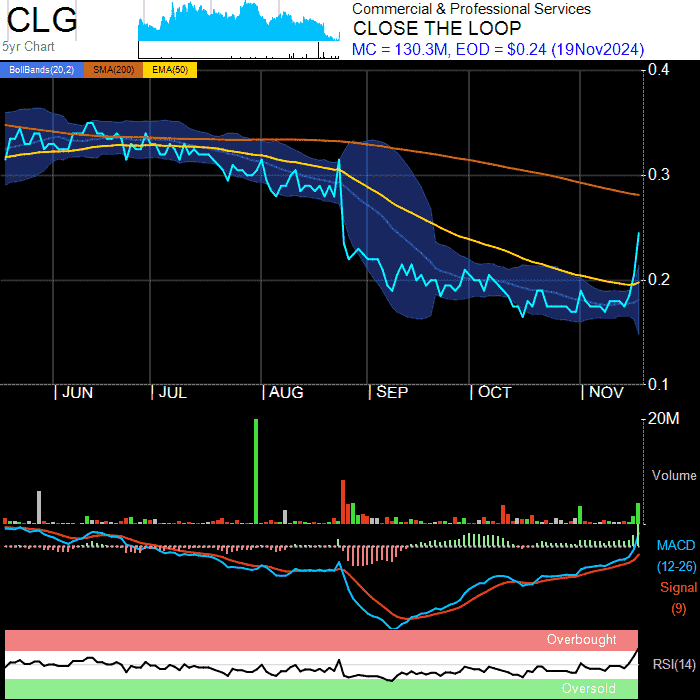 CLG
5yr Chart
Commercial & Professional Services
CLOSE THE LOOP
MC = 130.3M, EOD = $0.24 (19Nov2024)
BollBands(20,2) SMA(200) EMA(50)
0.4
0.3
0.2
0.1
| JUN | JUL | AUG | SEP | OCT | NOV
20M
Volume
MACD
(12-26)
Signal
(9)
Overbought
RSI(14)
Oversold